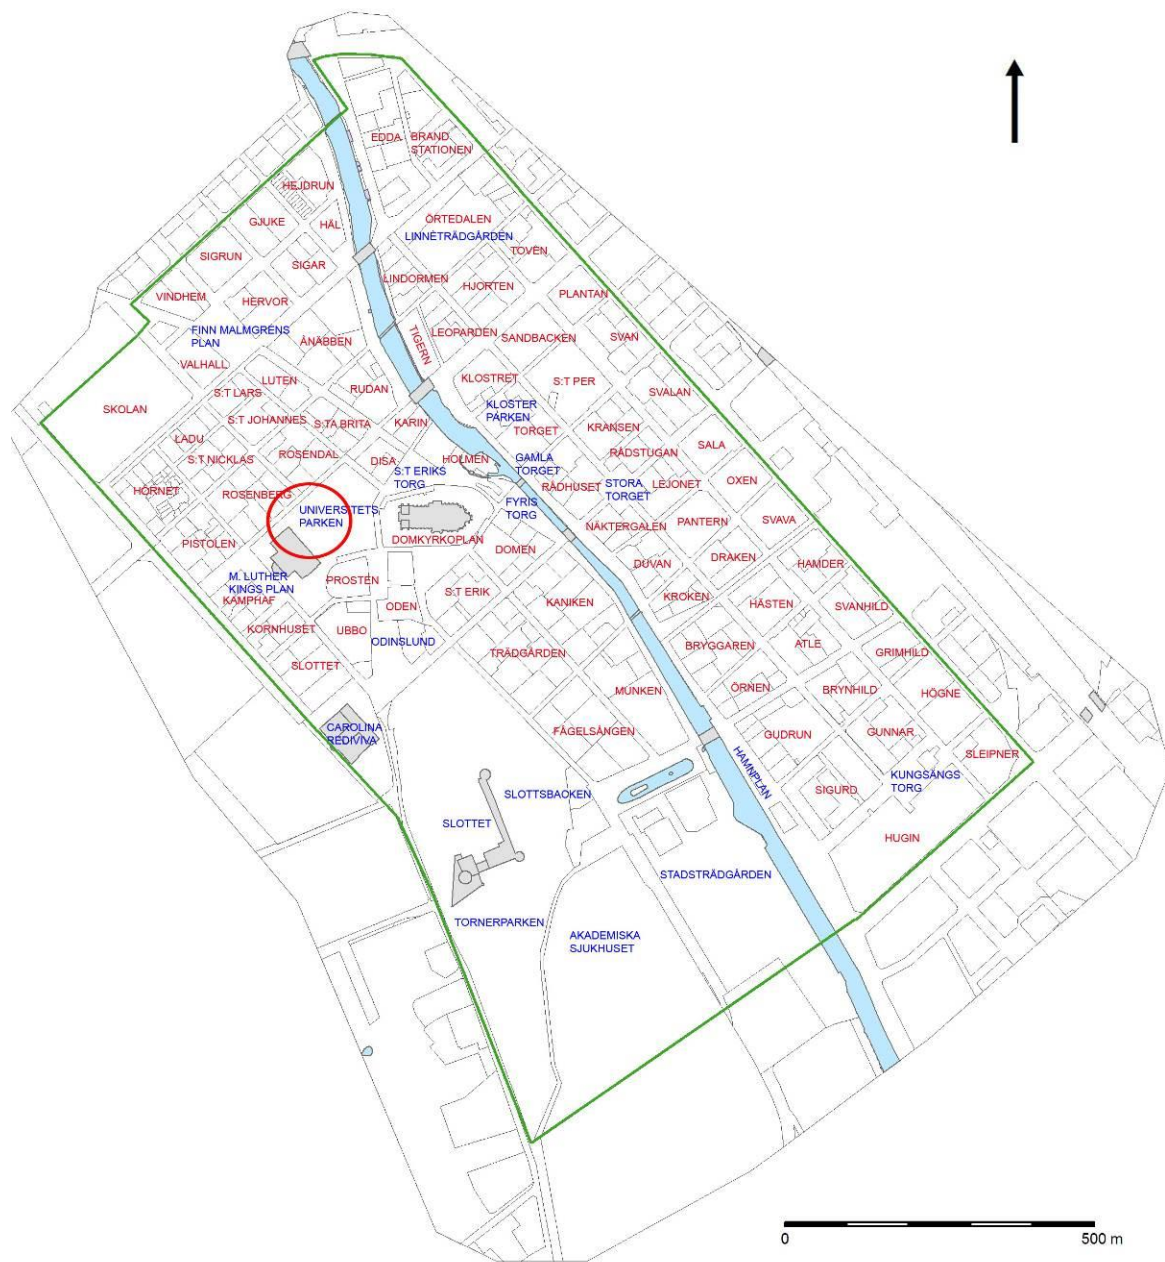 EDDA
BRAND
STATIONEN
HEJDRUN
GJUKE
HÄL
ÖRTEDALEN
LINNÉTRÄDGÅRDEN
TOVEN
SIGRUN
SIGAR
LINDORMEN
HJORTEN
VINDHEM
HERVOR
PLANTAN
FINN MALMGRENS
PLAN
ÅNÄBBEN
TIGERN
LEOPARDEN
SANDBACKEN
SVAN
VALHALL
LUTEN
RUDAN
KLOSTRET
S:T PER
SVALAN
S:T LARS
SKOLAN
KLOSTER
PARKEN
S:T JOHANNES
S:TA BRITA
KARIN
TORGET
KRANSEN
LADU
SALA
S:T NICKLAS
ROSENDAL
DISA
HOLMEN
GAMLA
TORGET
RÅDSTUGAN
S:T ERIKS
TORG
HORNET
ROSENBERG
RÅDHUSET
STORA
TORGET
LEJONET
OXEN
UNIVERSITETS
PARKEN
FYRIS
TORG
NÄKTERGALEN
PANTERN
SVAVA
PISTOLEN
DOMKYRKOPLAN
DOMEN
DUVAN
DRAKEN
HAMDER
M. LUTHER
KINGS PLAN
PROSTEN
KAMPHAF
S:T ERIK
KANIKEN
KROKEN
HÄSTEN
SVANHILD
ODEN
KORNHUSET
UBBO
ODINSLUND
TRÄDGÅRDEN
BRYGGAREN
ATLE
GRIMHILD
SLOTTET
MUNKEN
ÖRNEN
BRYNHILD
HÖGNE
CAROLINA
REDIVIVA
FÅGELSÅNGEN
GUDRUN
GUNNAR
HAMNPLAN
SLEIPNER
KUNGSÄNGS
TORG
SLOTTSBACKEN
SIGURD
SLOTTET
HUGIN
STADSTRÄDGÅRDEN
TORNERPARKEN
AKADEMISKA
SJUKHUSET
0
500 m